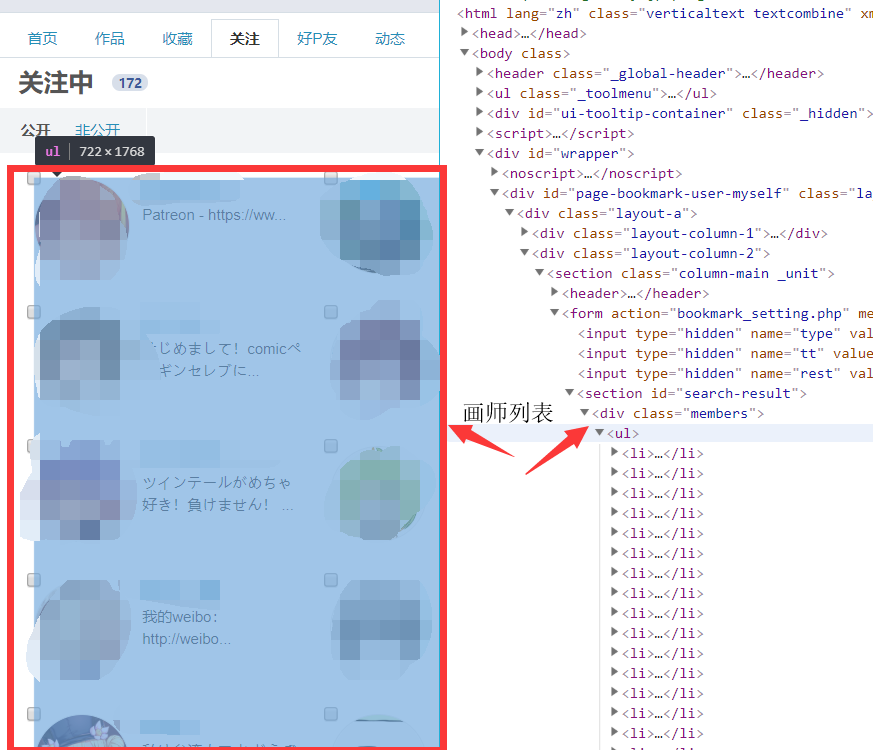 首页 作品 收藏 关注 好P友 动态
关注中 172
公开 非公开
ul 722 × 1768
Patreon - https://ww...
じめまして！comicペ
ギンセレブに...
ツインテールがめちゃ
好き！負けません！ ...
我的weibo：
http://weibo...
画师列表
<html lang="zh" class="verticaltext textcombine" xm
<head>…</head>
<body class>
<header class="_global-header">…</header>
<ul class="_toolmenu">…</ul>
<div id="ui-tooltip-container" class="_hidden">
<script>…</script>
<div id="wrapper">
<noscript>…</noscript>
<div id="page-bookmark-user-myself" class="la
<div class="layout-a">
<div class="layout-column-1">…</div>
<div class="layout-column-2">
<section class="column-main _unit">
<header>…</header>
<form action="bookmark_setting.php" me
<input type="hidden" name="type" val
<input type="hidden" name="tt" value
<input type="hidden" name="rest" val
<section id="search-result">
<div class="members">
<ul>
<li>…</li>
<li>…</li>
<li>…</li>
<li>…</li>
<li>…</li>
<li>…</li>
<li>…</li>
<li>…</li>
<li>…</li>
<li>…</li>
<li>…</li>
<li>…</li>
<li>…</li>
<li>…</li>